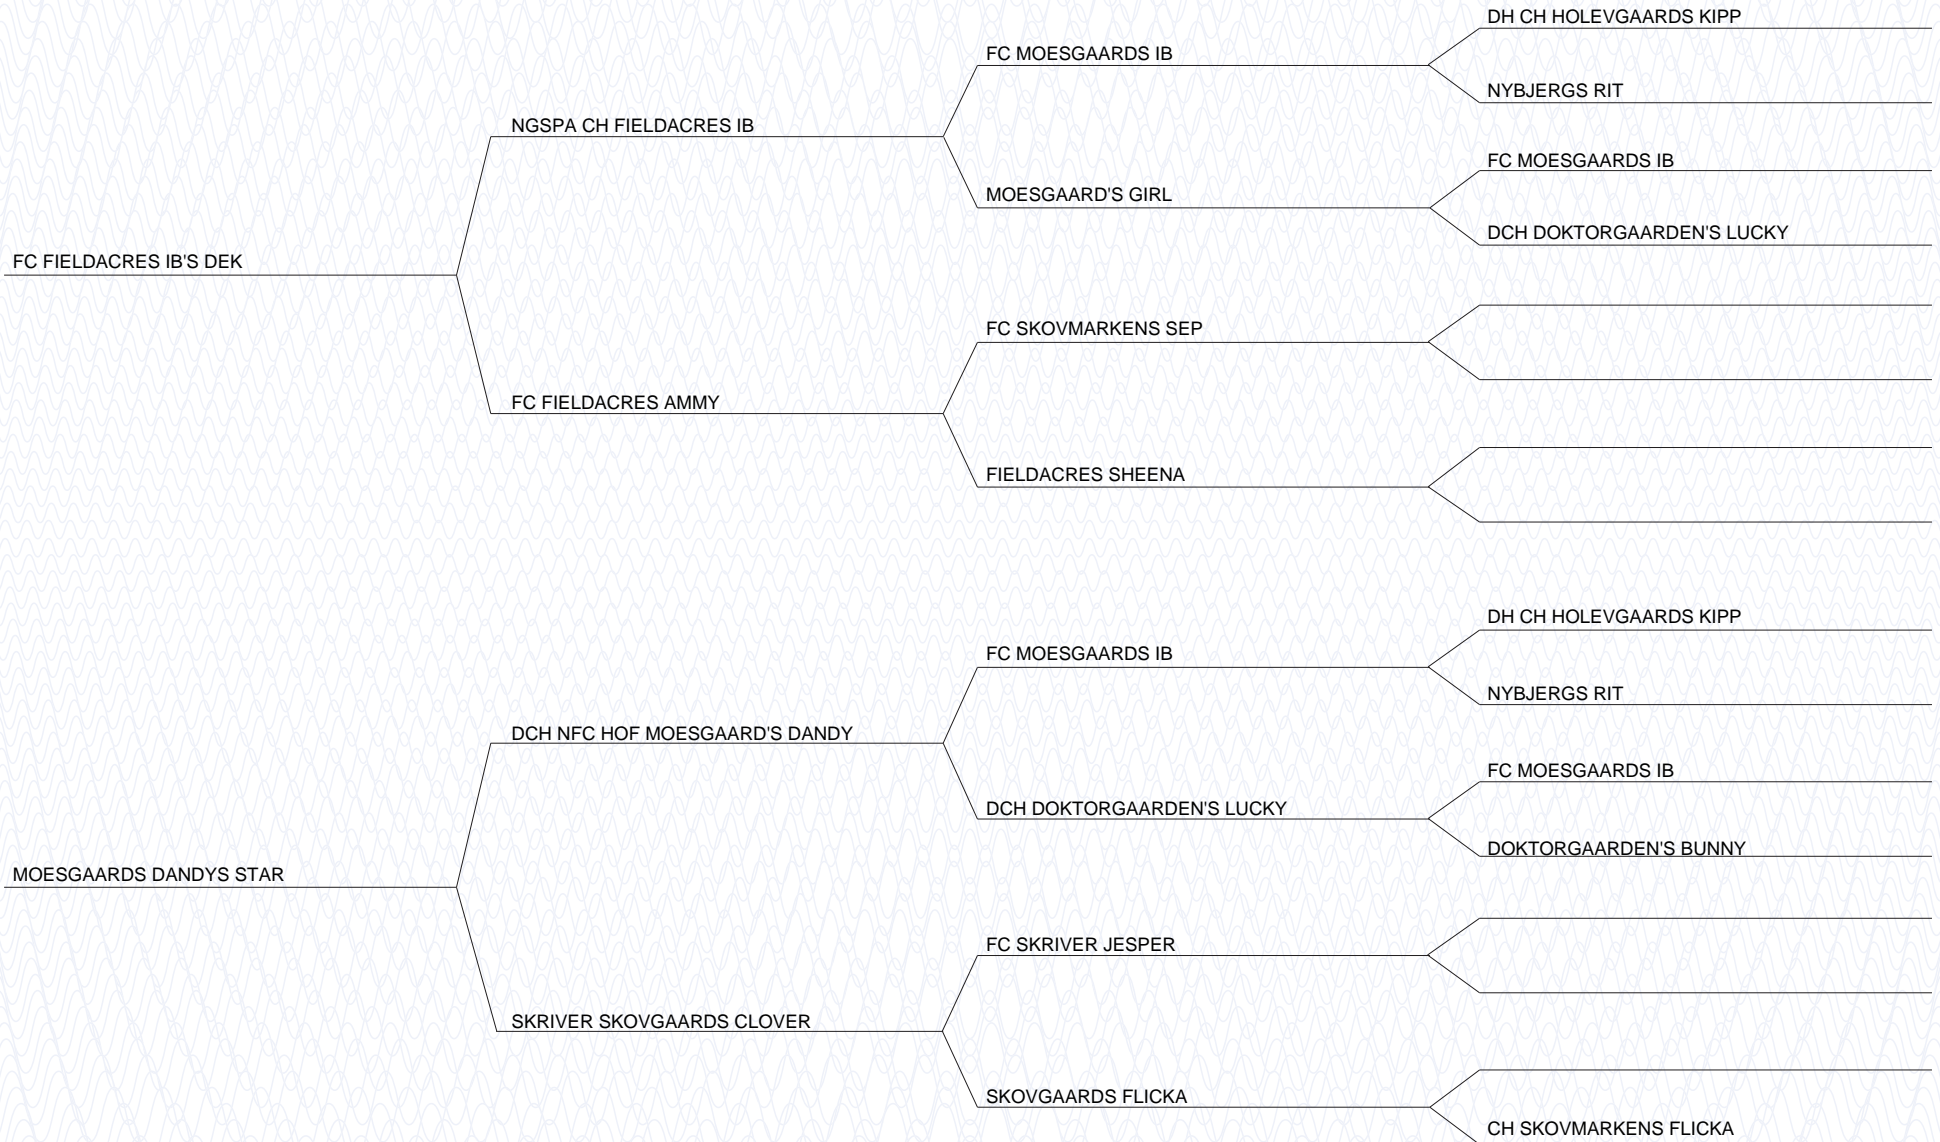 DH CH HOLEVGAARDS KIPP
FC MOESGAARDS IB
NYBJERGS RIT
NGSPA CH FIELDACRES IB
FC MOESGAARDS IB
MOESGAARD'S GIRL
DCH DOKTORGAARDEN'S LUCKY
FC FIELDACRES IB'S DEK
FC SKOVMARKENS SEP
FC FIELDACRES AMMY
FIELDACRES SHEENA
DH CH HOLEVGAARDS KIPP
FC MOESGAARDS IB
NYBJERGS RIT
DCH NFC HOF MOESGAARD'S DANDY
FC MOESGAARDS IB
DCH DOKTORGAARDEN'S LUCKY
DOKTORGAARDEN'S BUNNY
MOESGAARDS DANDYS STAR
FC SKRIVER JESPER
SKRIVER SKOVGAARDS CLOVER
SKOVGAARDS FLICKA
CH SKOVMARKENS FLICKA